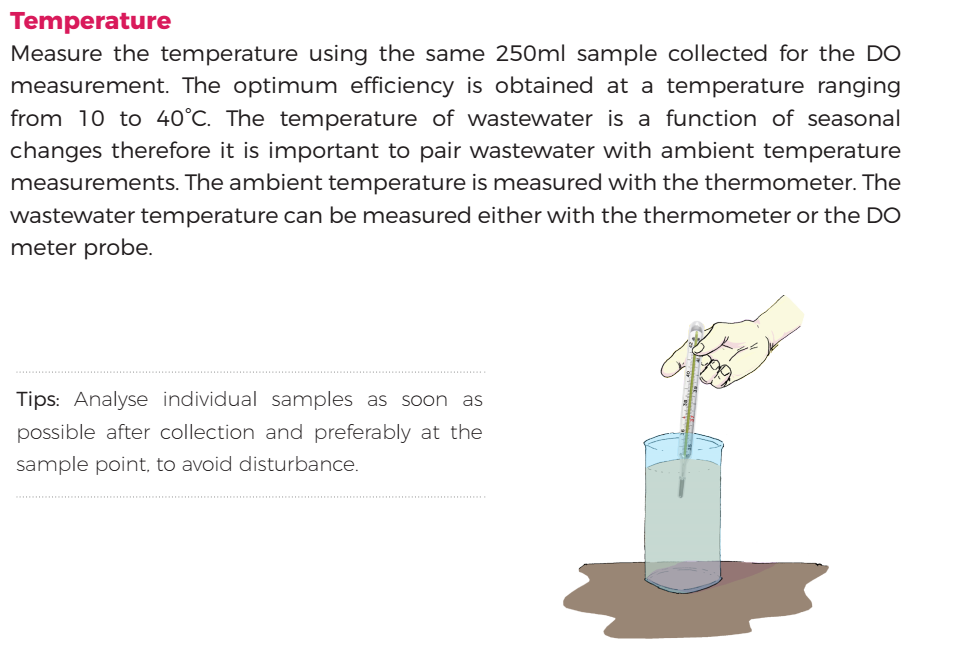 Temperature
Measure the temperature using the same 250ml sample collected for the DO
measurement. The optimum efficiency is obtained at a temperature ranging
from 10 to 40°C. The temperature of wastewater is a function of seasonal
changes therefore it is important to pair wastewater with ambient temperature
measurements. The ambient temperature is measured with the thermometer. The
wastewater temperature can be measured either with the thermometer or the DO
meter probe.
Tips: Analyse individual samples as soon as
possible after collection and preferably at the
sample point, to avoid disturbance.